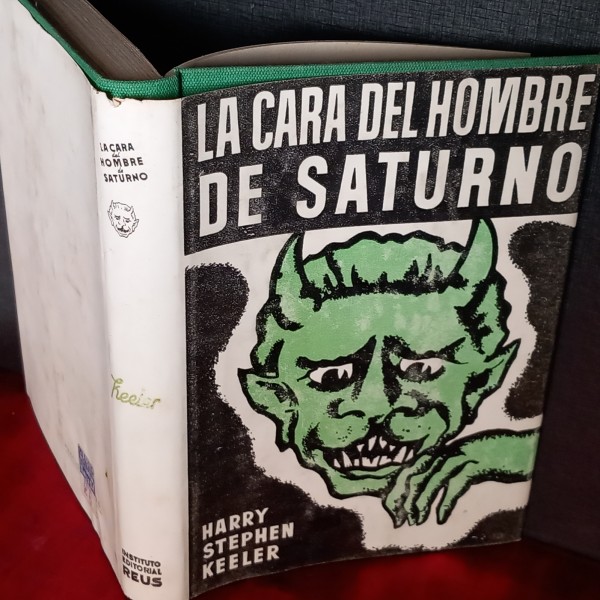 LA CARA DEL HOMBRE
DE SATURNO
HARRY
STEPHEN
KEELER
LA CARA
del
HOMBRE
de
SATURNO
Keeler
INSTITUTO
EDITORIAL
REUS